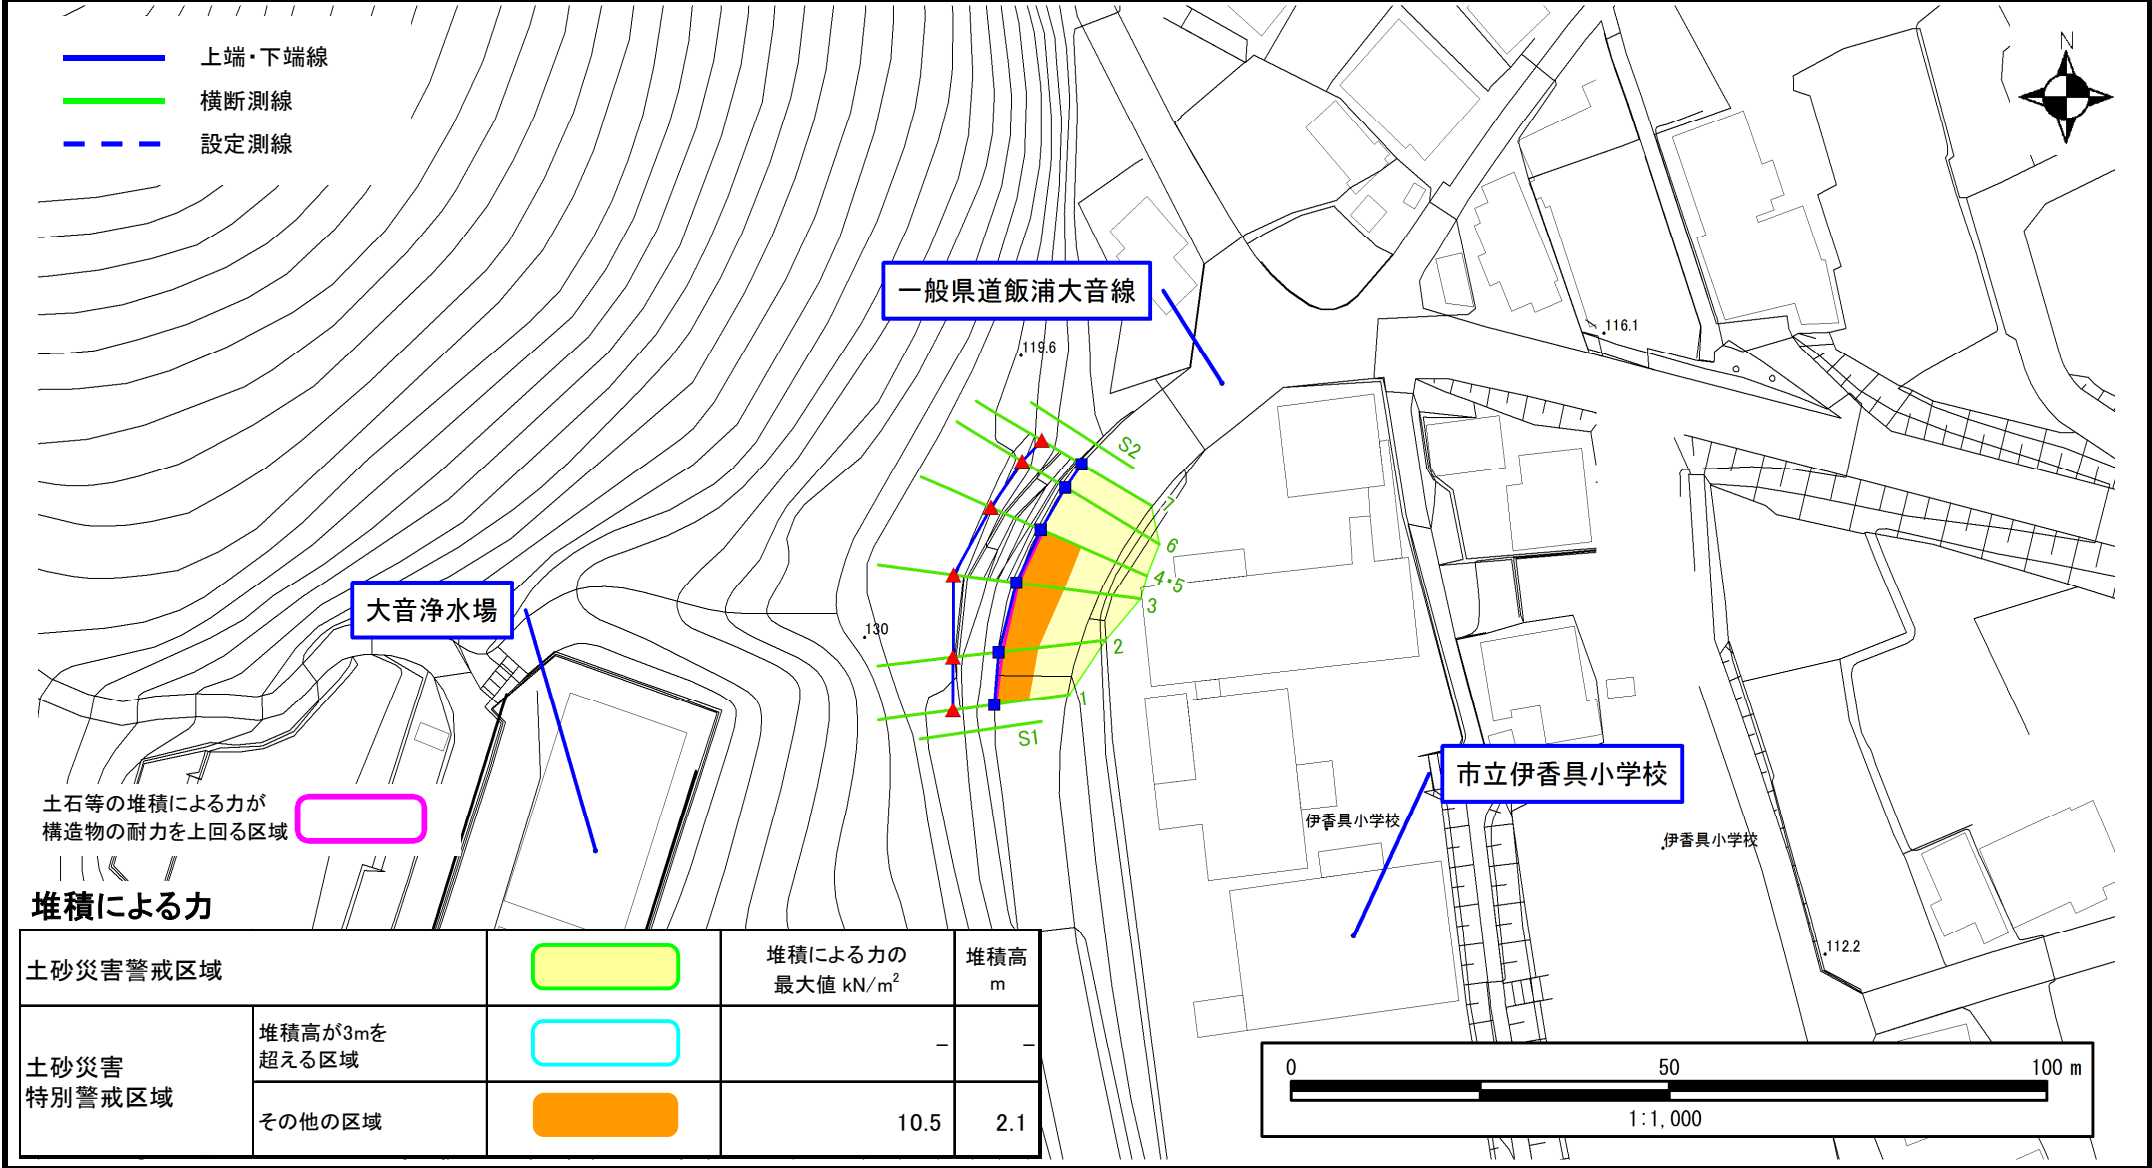 上端・下端線
横断測線
設定測線
N
一般県道飯浦大音線
119.6
116.1
S2
7
6
4・5
3
2
1
S1
大音浄水場
130
市立伊香具小学校
伊香具小学校
伊香具小学校
112.2
土石等の堆積による力が
構造物の耐力を上回る区域
堆積による力
土砂災害警戒区域
堆積による力の
最大値 kN/m²
堆積高
m
土砂災害
特別警戒区域
堆積高が3mを
超える区域
－
－
その他の区域
10.5
2.1
0
50
100 m
1:1,000